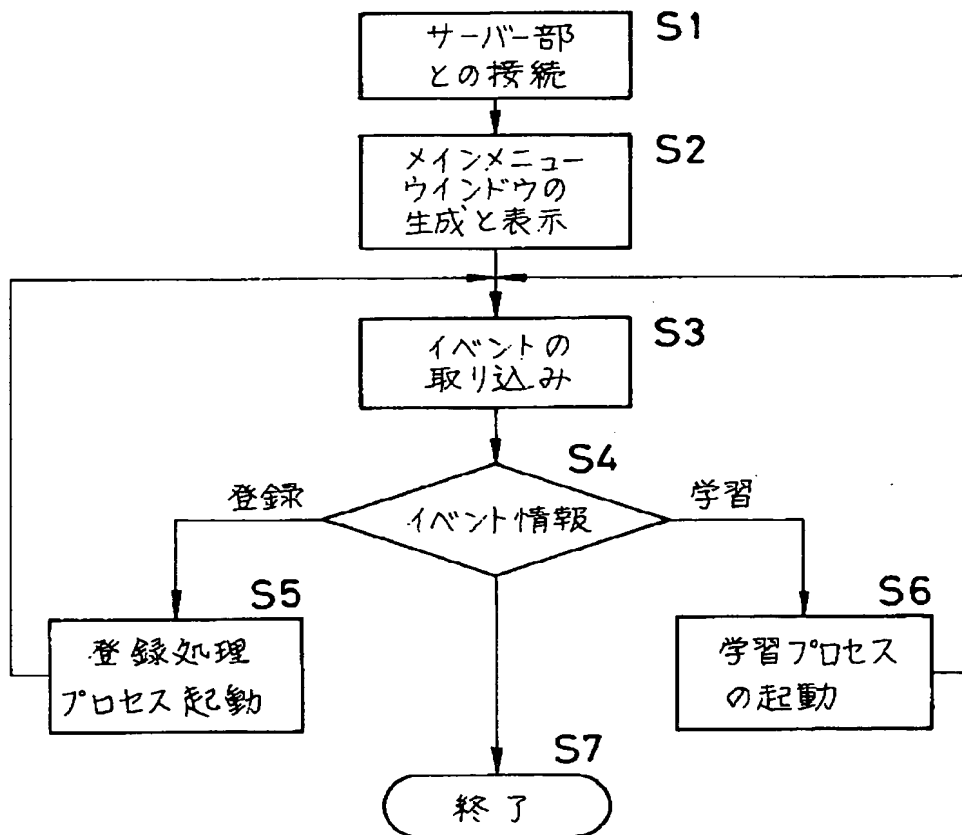 S1
サーバー部
との接続
S2
メインメニュー
ウインドウの
生成と表示
S3
イベントの
取り込み
S4
登録
イベント情報
学習
S5
登録処理
プロセス起動
S6
学習プロセス
の起動
S7
終了